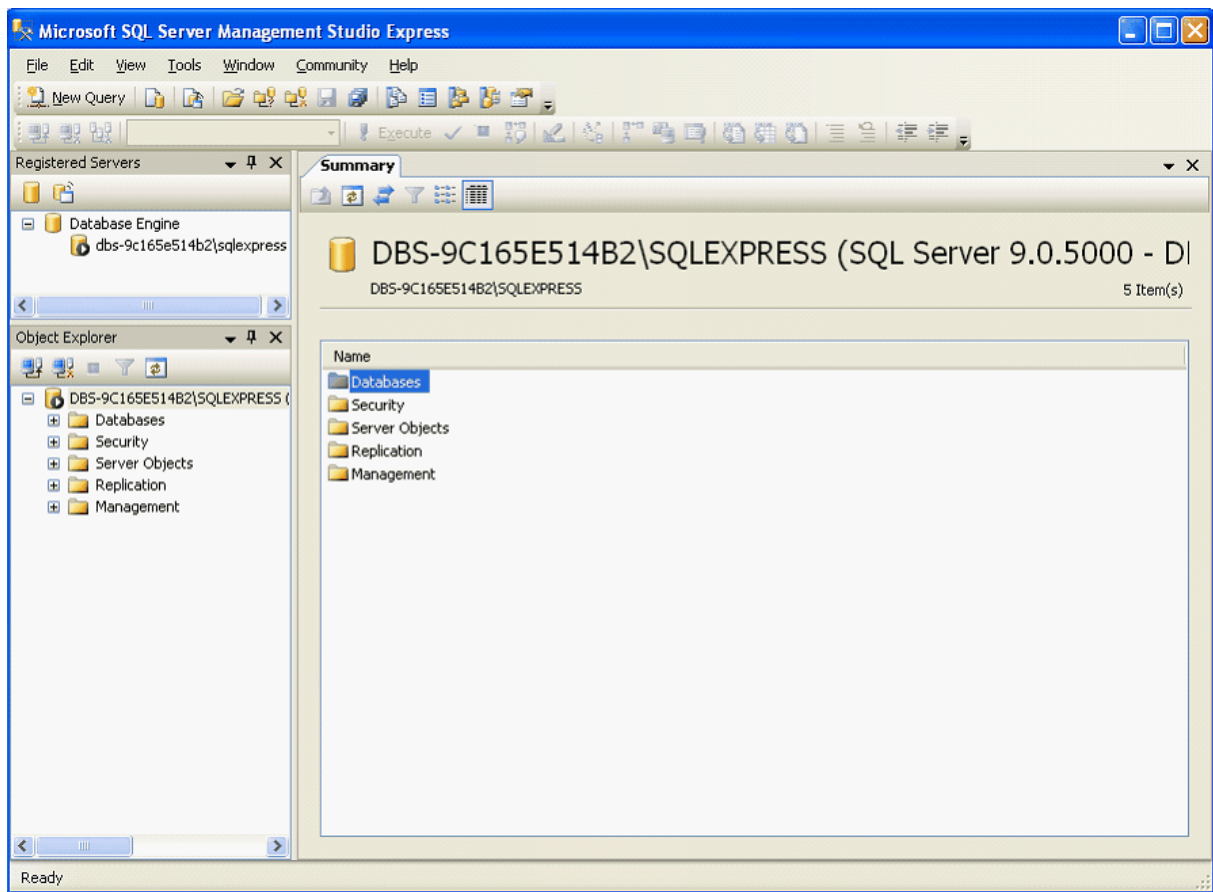 Microsoft SQL Server Management Studio Express
File Edit View Tools Window Community Help
New Query
Execute
Registered Servers
Database Engine
dbs-9c165e514b2\sqlexpress
Object Explorer
DBS-9C165E514B2\SQLEXPRESS (
Databases
Security
Server Objects
Replication
Management
Summary
DBS-9C165E514B2\SQLEXPRESS (SQL Server 9.0.5000 - D
DBS-9C165E514B2\SQLEXPRESS
5 Item(s)
Name
Databases
Security
Server Objects
Replication
Management
Ready